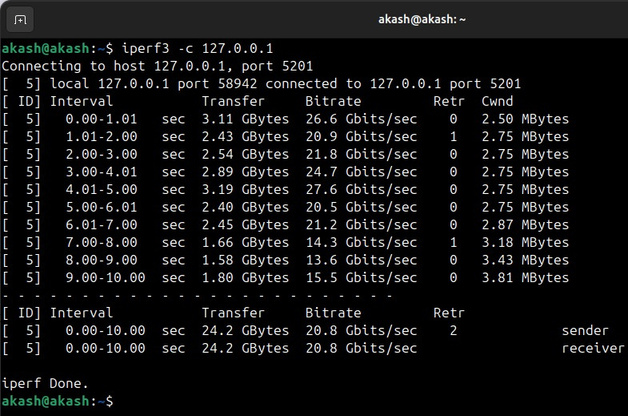 akash@akash: ~
akash@akash:~$ iperf3 -c 127.0.0.1
Connecting to host 127.0.0.1, port 5201
[  5] local 127.0.0.1 port 58942 connected to 127.0.0.1 port 5201
[ ID] Interval           Transfer     Bitrate         Retr  Cwnd
[  5]   0.00-1.01   sec  3.11 GBytes  26.6 Gbits/sec    0   2.50 MBytes
[  5]   1.01-2.00   sec  2.43 GBytes  20.9 Gbits/sec    1   2.75 MBytes
[  5]   2.00-3.00   sec  2.54 GBytes  21.8 Gbits/sec    0   2.75 MBytes
[  5]   3.00-4.01   sec  2.89 GBytes  24.7 Gbits/sec    0   2.75 MBytes
[  5]   4.01-5.00   sec  3.19 GBytes  27.6 Gbits/sec    0   2.75 MBytes
[  5]   5.00-6.01   sec  2.40 GBytes  20.5 Gbits/sec    0   2.75 MBytes
[  5]   6.01-7.00   sec  2.45 GBytes  21.2 Gbits/sec    0   2.87 MBytes
[  5]   7.00-8.00   sec  1.66 GBytes  14.3 Gbits/sec    1   3.18 MBytes
[  5]   8.00-9.00   sec  1.58 GBytes  13.6 Gbits/sec    0   3.43 MBytes
[  5]   9.00-10.00  sec  1.80 GBytes  15.5 Gbits/sec    0   3.81 MBytes
- - - - - - - - - - - - - - - - - - - - - - - - -
[ ID] Interval           Transfer     Bitrate         Retr
[  5]   0.00-10.00  sec  24.2 GBytes  20.8 Gbits/sec    2             sender
[  5]   0.00-10.00  sec  24.2 GBytes  20.8 Gbits/sec                  receiver
iperf Done.
akash@akash:~$